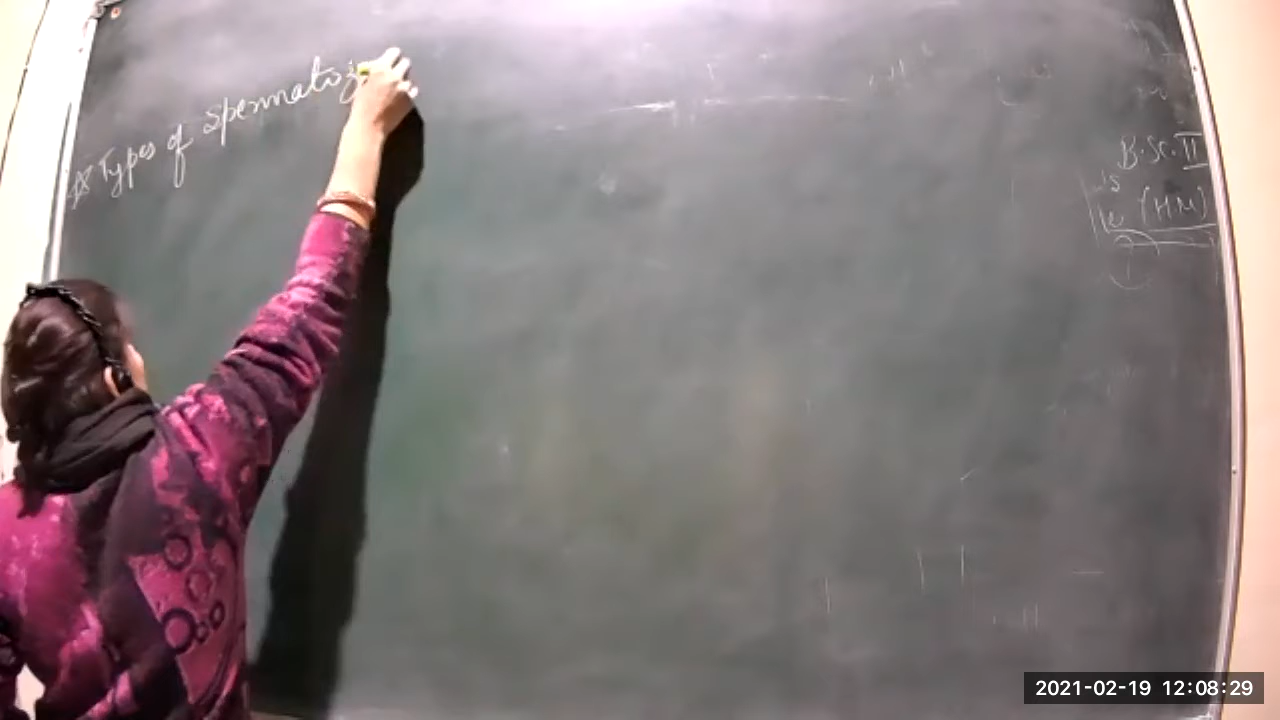 ☆ Types of Spermatoz
B.Sc. II
(HM)
2021-02-19 12:08:29